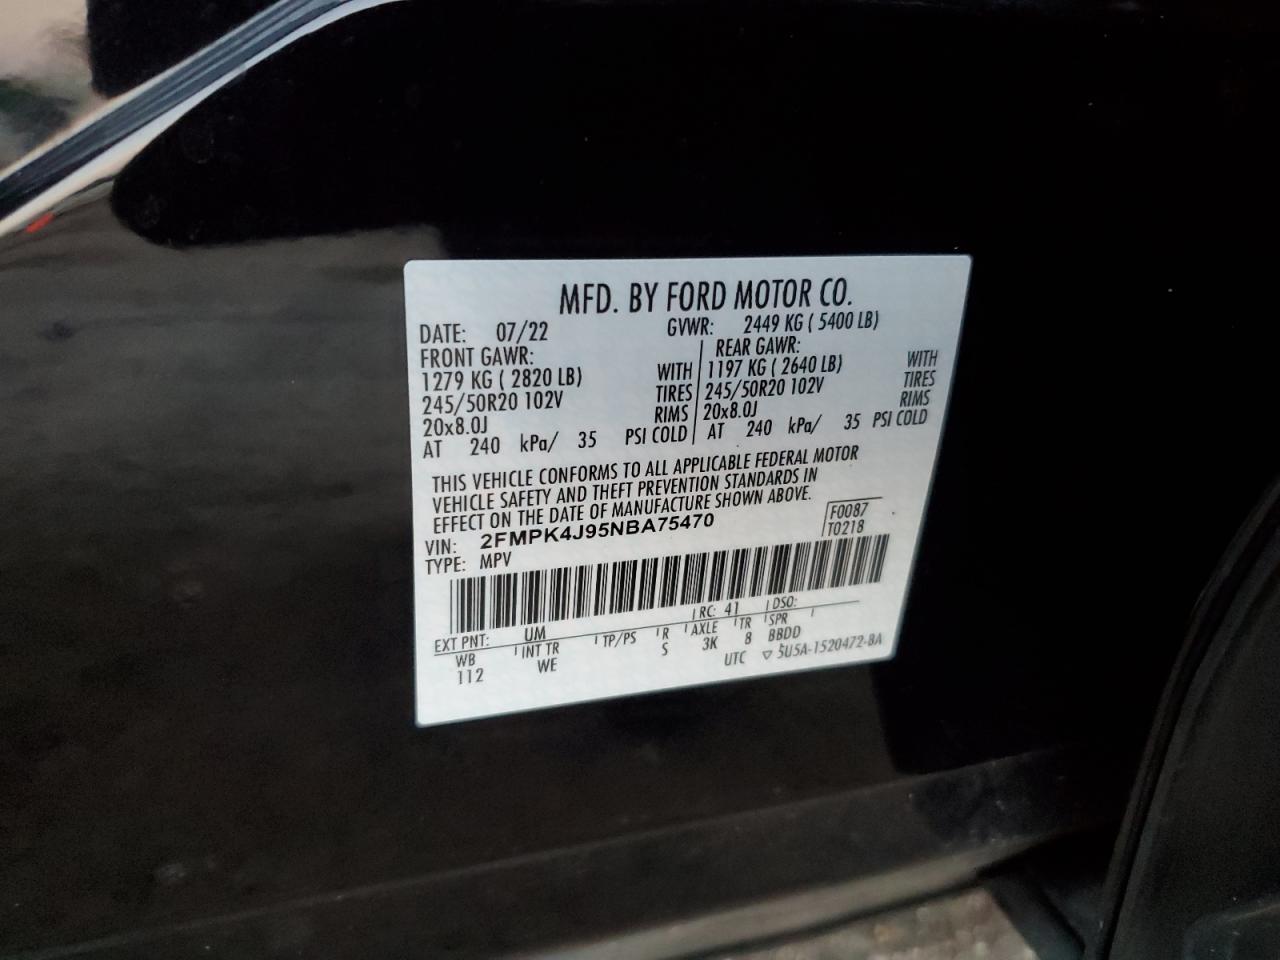 MFD. BY FORD MOTOR CO.
DATE: 07/22 GVWR: 2449 KG ( 5400 LB)
FRONT GAWR: REAR GAWR:
1279 KG ( 2820 LB) WITH 1197 KG ( 2640 LB) WITH
245/50R20 102V TIRES 245/50R20 102V TIRES
20x8.0J RIMS 20x8.0J RIMS
AT 240 kPa/ 35 PSI COLD AT 240 kPa/ 35 PSI COLD
THIS VEHICLE CONFORMS TO ALL APPLICABLE FEDERAL MOTOR
VEHICLE SAFETY AND THEFT PREVENTION STANDARDS IN
EFFECT ON THE DATE OF MANUFACTURE SHOWN ABOVE.
VIN: 2FMPK4J95NBA75470 F0087
TYPE: MPV T0218
EXT PNT: UM RC: 41 DSO:
WB INT TR TP/PS R AXLE TR SPR
112 WE S 3K 8 BBDD
UTC ▽ 5U5A-1520472-BA